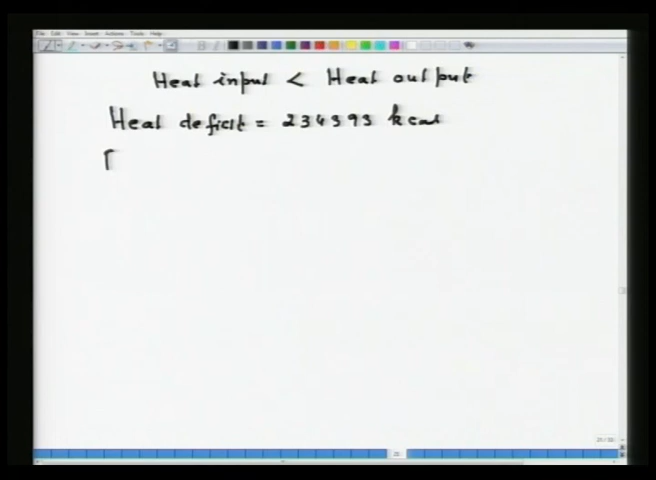 Heat input < Heat output
Heat deficit = 234393 kcal